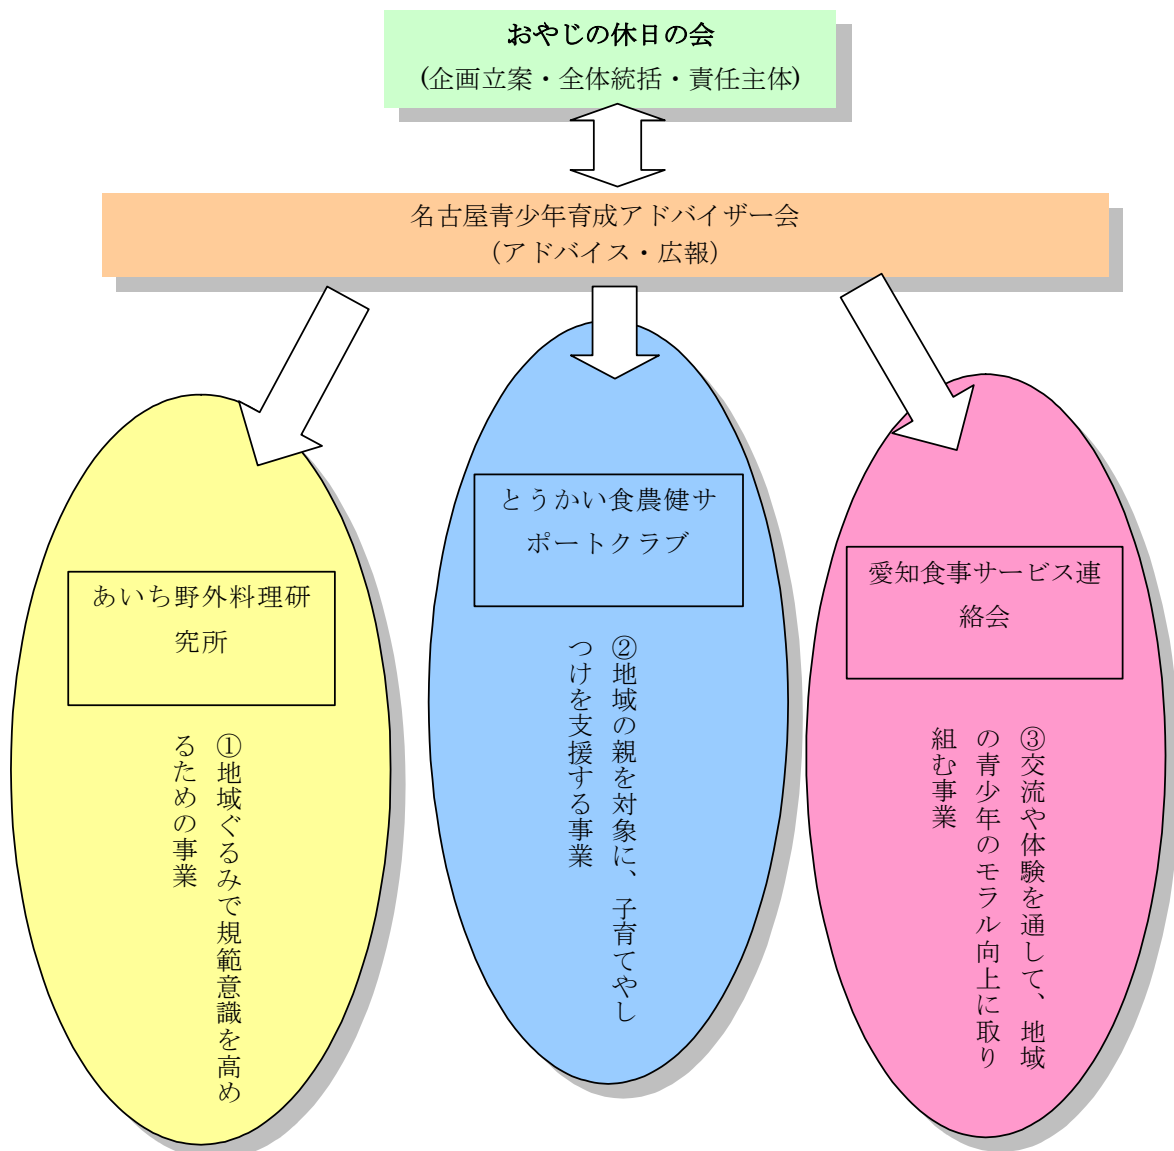 おやじの休日の会
(企画立案・全体統括・責任主体)
名古屋青少年育成アドバイザー会
（アドバイス・広報）
あいち野外料理研
究所
①地域ぐるみで規範意識を高め
るための事業
とうかい食農健サ
ポートクラブ
②地域の親を対象に、子育てやし
つけを支援する事業
愛知食事サービス連
絡会
③交流や体験を通して、地域
の青少年のモラル向上に取り
組む事業